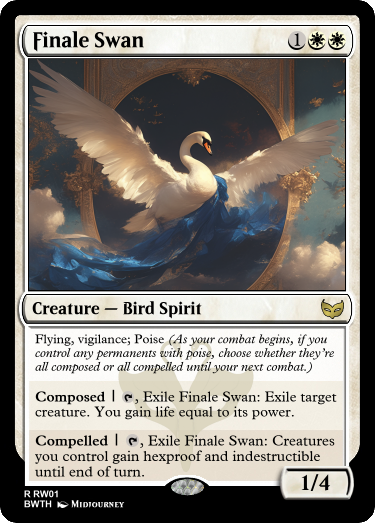 Finale Swan 1
Creature — Bird Spirit
Flying, vigilance; Poise (As your combat begins, if you
control any permanents with poise, choose whether they're
all composed or all compelled until your next combat.)
Composed | , Exile Finale Swan: Exile target
creature. You gain life equal to its power.
Compelled | , Exile Finale Swan: Creatures
you control gain hexproof and indestructible
until end of turn.
1/4
R RW01
BWTH Midjourney